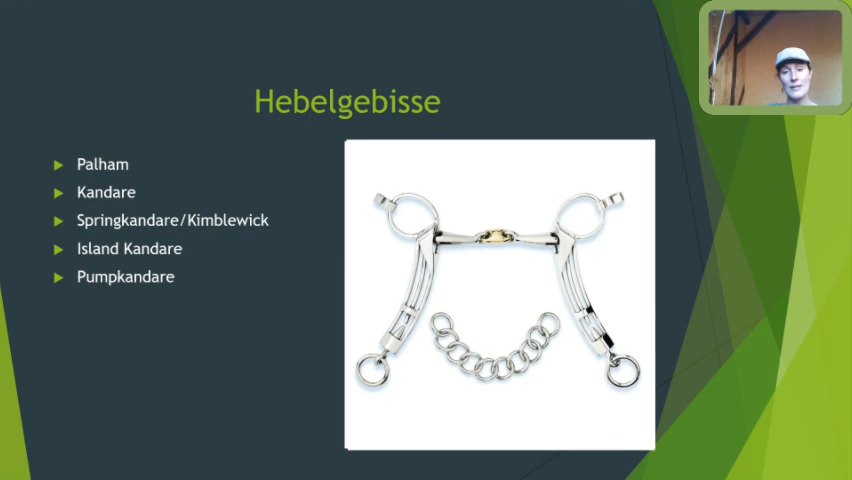 Hebelgebisse
Palham
Kandare
Springkandare/Kimblewick
Island Kandare
Pumpkandare